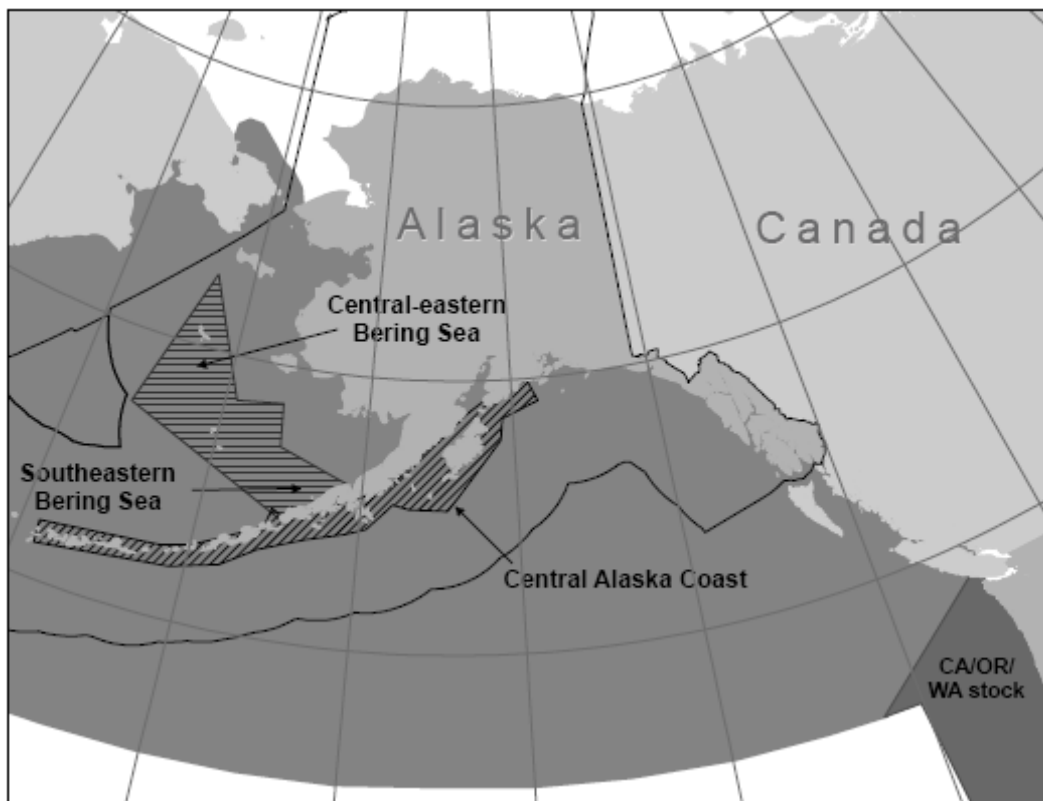 Alaska
Canada
Central-eastern
Bering Sea
Southeastern
Bering Sea
Central Alaska Coast
CA/OR/
WA stock